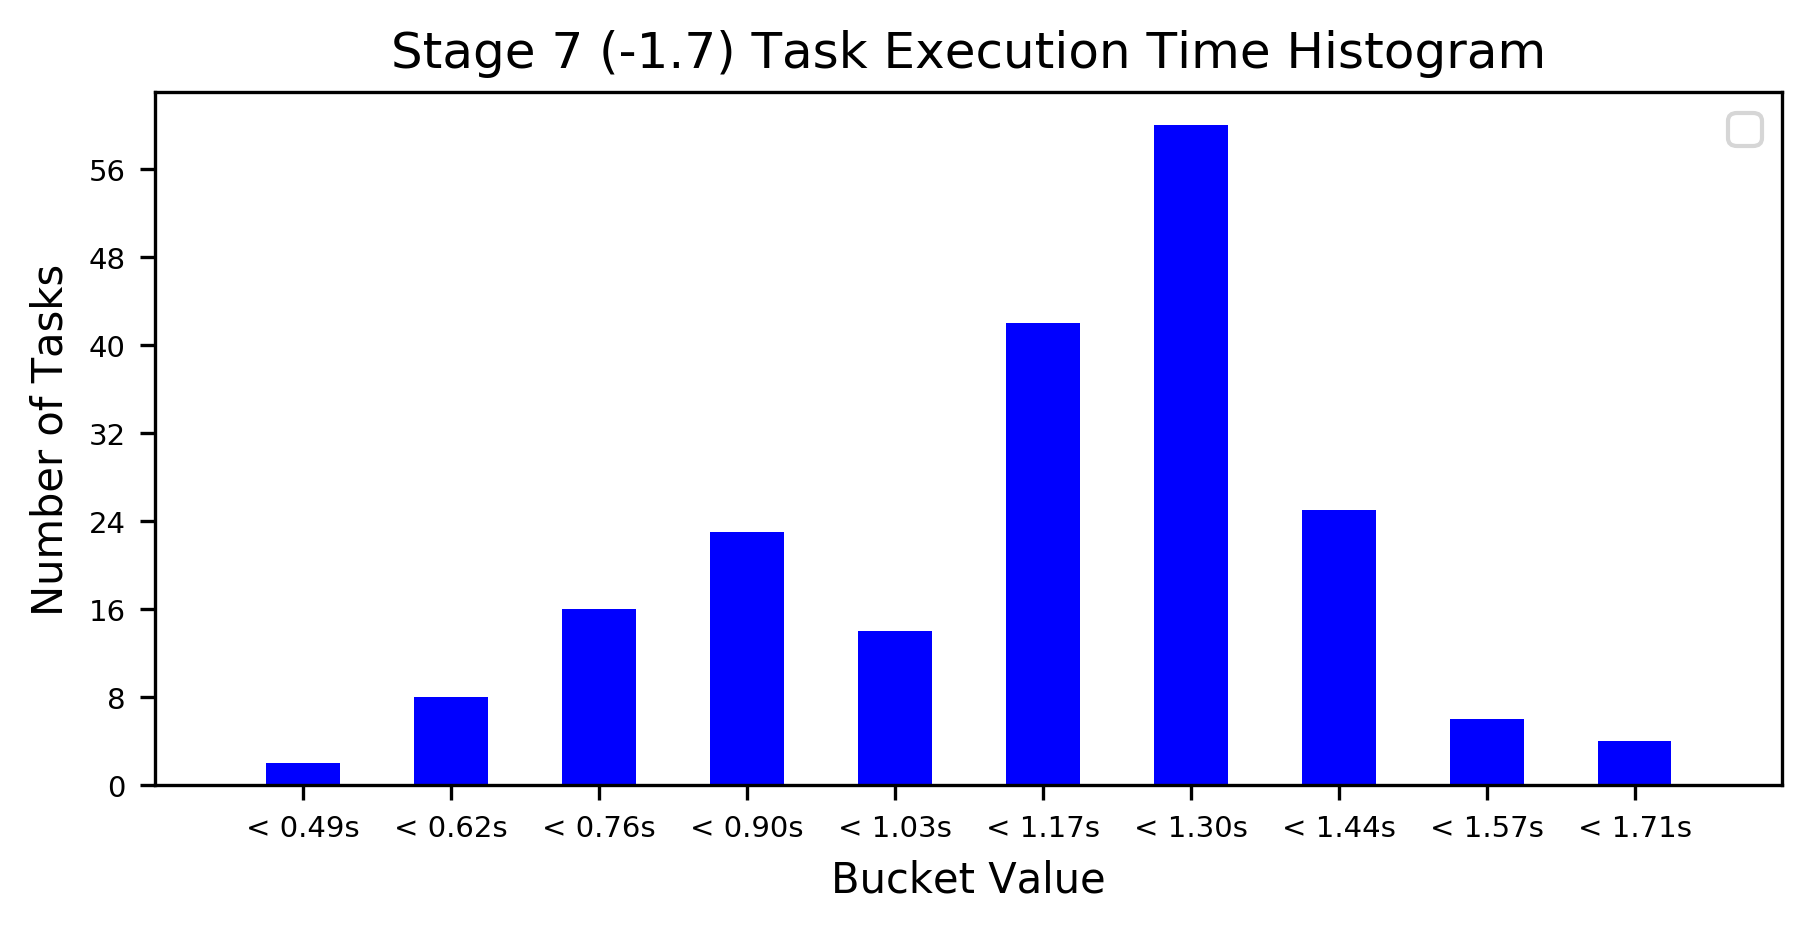 Stage 7 (-1.7) Task Execution Time Histogram
Number of Tasks
56
48
40
32
24
16
8
0
< 0.49s < 0.62s < 0.76s < 0.90s < 1.03s < 1.17s < 1.30s < 1.44s < 1.57s < 1.71s
Bucket Value